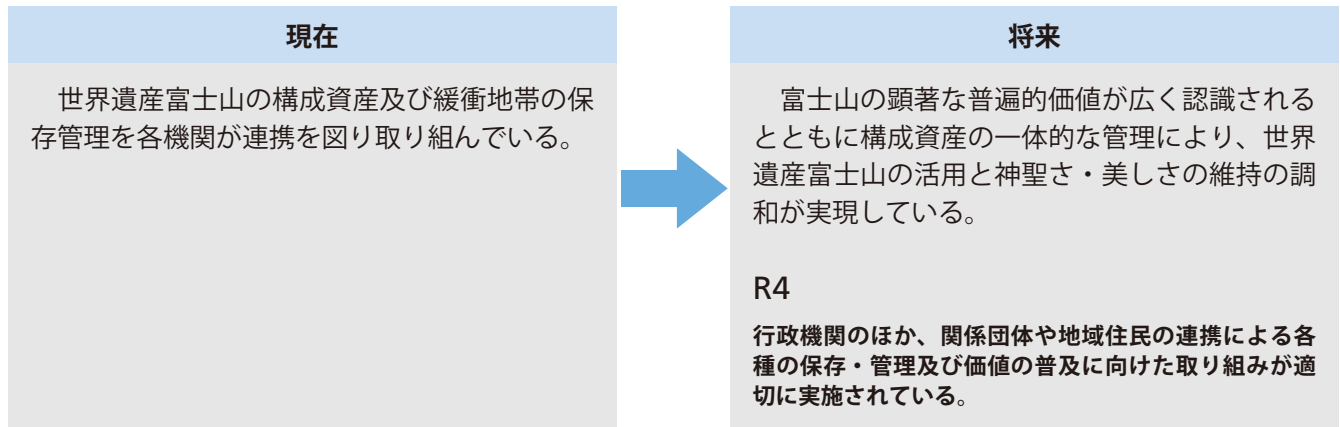 現在
世界遺産富士山の構成資産及び緩衝地帯の保
存管理を各機関が連携を図り取り組んでいる。
将来
富士山の顕著な普遍的価値が広く認識される
とともに構成資産の一体的な管理により、世界
遺産富士山の活用と神聖さ・美しさの維持の調
和が実現している。
R4
行政機関のほか、関係団体や地域住民の連携による各
種の保存・管理及び価値の普及に向けた取り組みが適
切に実施されている。